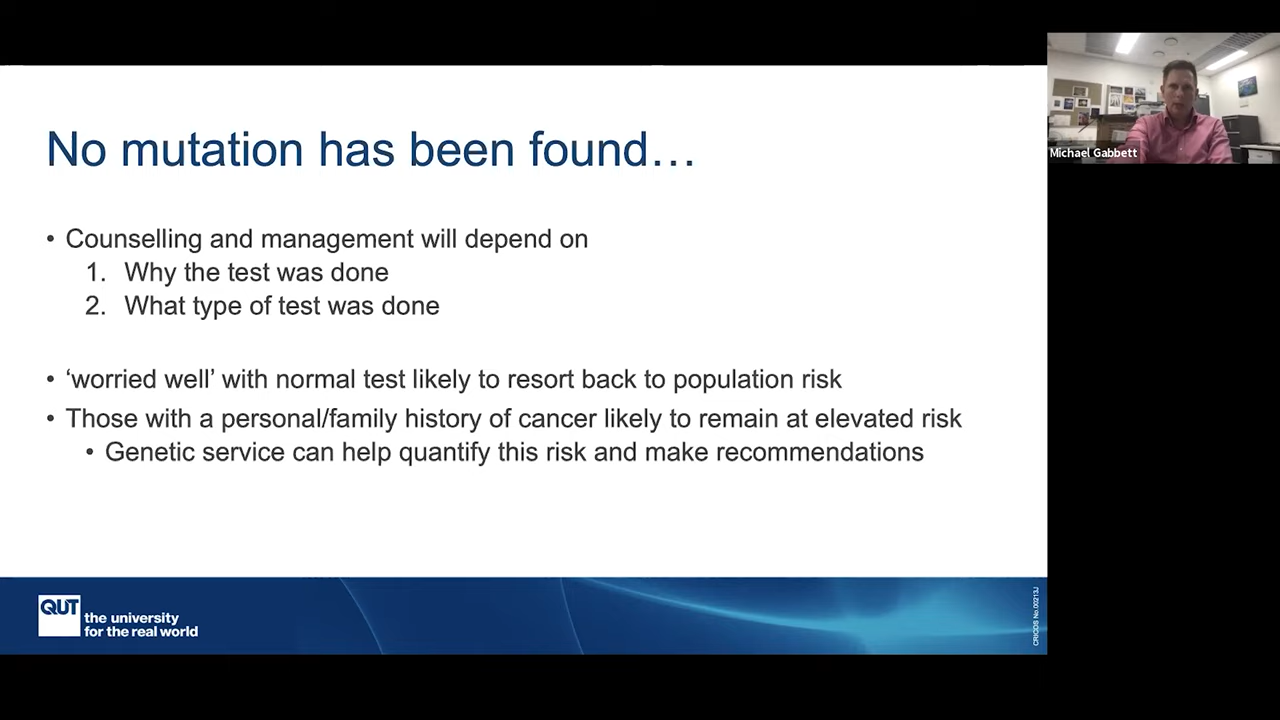 No mutation has been found…
• Counselling and management will depend on
1. Why the test was done
2. What type of test was done
• ‘worried well’ with normal test likely to resort back to population risk
• Those with a personal/family history of cancer likely to remain at elevated risk
• Genetic service can help quantify this risk and make recommendations
QUT
the university
for the real world
CRICOS No.00213J
Michael Gabbett